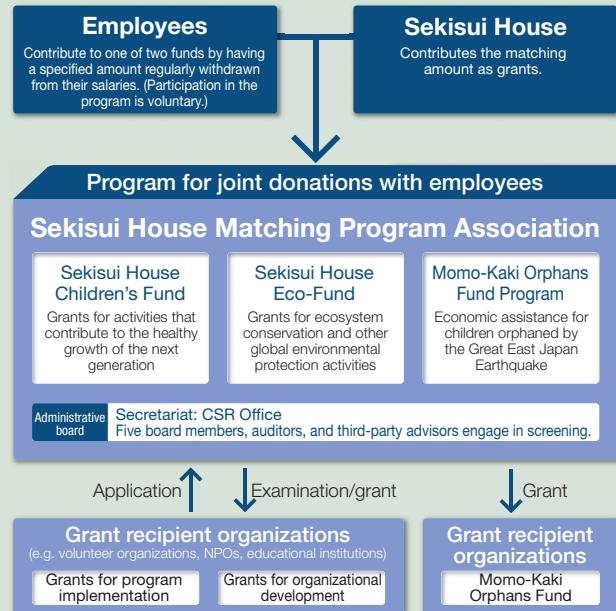 Employees
Contribute to one of two funds by having
a specified amount regularly withdrawn
from their salaries. (Participation in the
program is voluntary.)
Sekisui House
Contributes the matching
amount as grants.
Program for joint donations with employees
Sekisui House Matching Program Association
Sekisui House
Children's Fund
Grants for activities that
contribute to the healthy
growth of the next
generation
Sekisui House
Eco-Fund
Grants for ecosystem
conservation and other
global environmental
protection activities
Momo-Kaki Orphans
Fund Program
Economic assistance for
children orphaned by
the Great East Japan
Earthquake
Administrative
board
Secretariat: CSR Office
Five board members, auditors, and third-party advisors engage in screening.
Application
Examination/grant
Grant
Grant recipient organizations
(e.g. volunteer organizations, NPOs, educational institutions)
Grants for program
implementation
Grants for organizational
development
Grant recipient
organizations
Momo-Kaki
Orphans Fund